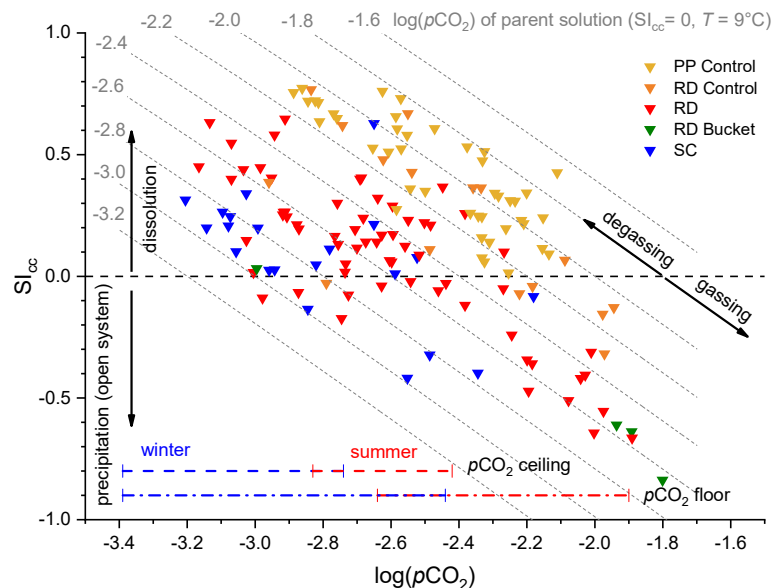 -1.6 log(pCO2) of parent solution (SIcc= 0, T = 9°C)
-1.8
-2.0
-2.2
-2.4
-2.6
-2.8
-3.0
-3.2
PP Control
RD Control
RD
RD Bucket
SC
1.0
0.5
0.0
-0.5
-1.0
SIcc
dissolution
precipitation (open system)
degassing
gassing
winter
summer
pCO2 ceiling
pCO2 floor
-3.4 -3.2 -3.0 -2.8 -2.6 -2.4 -2.2 -2.0 -1.8 -1.6 -1.4
log(pCO2)